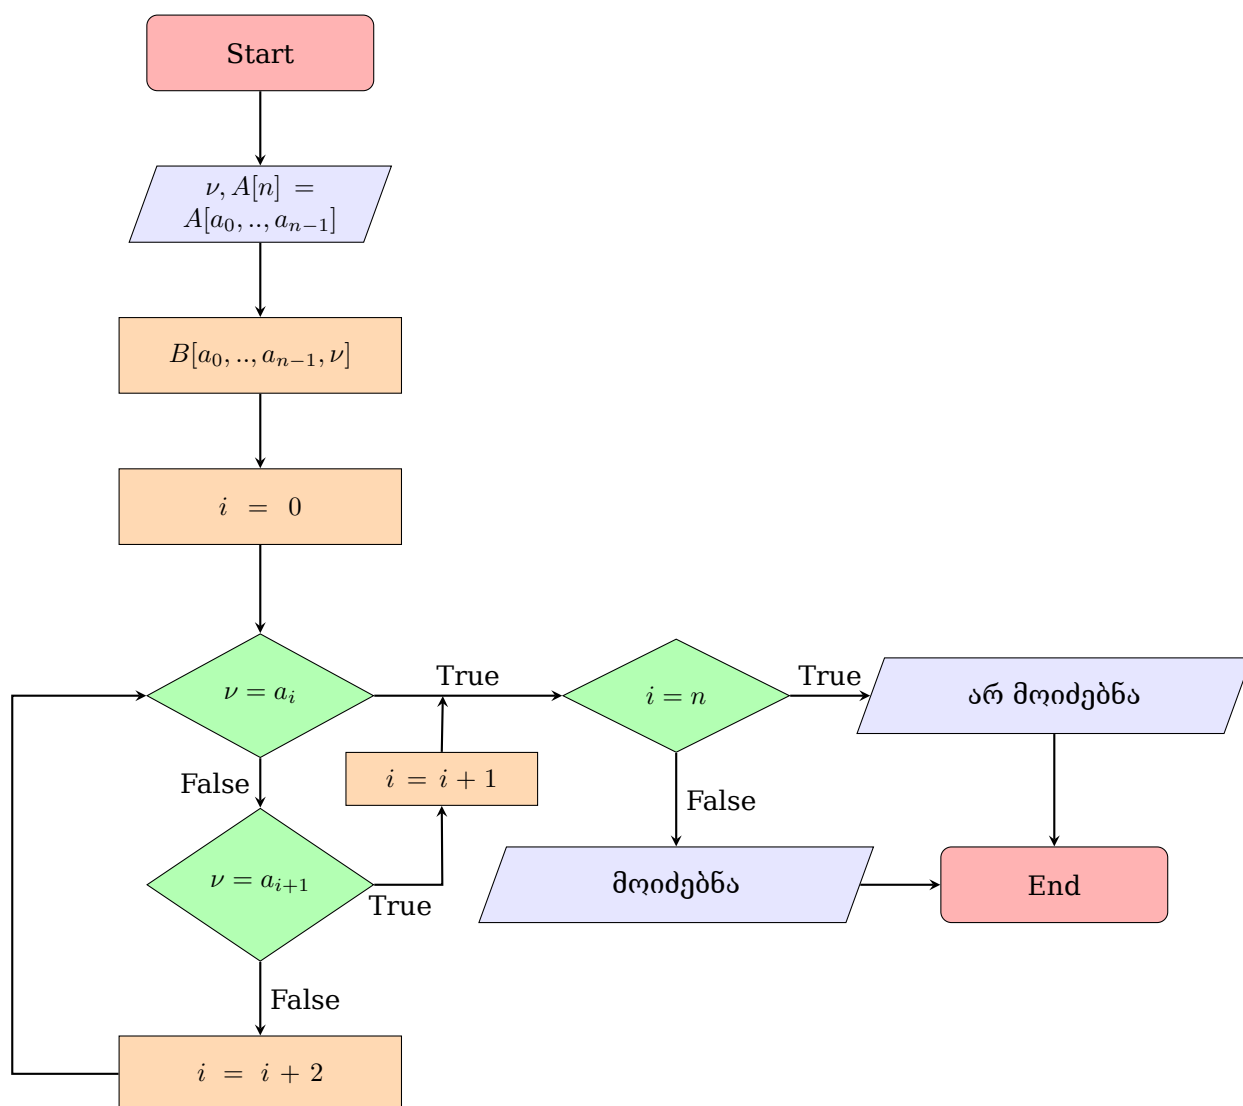 Start
ν, A[n] =
A[a₀, .., aₙ₋₁]
B[a₀, .., aₙ₋₁, ν]
i = 0
ν = aᵢ
True
i = n
True
არ მოიძებნა
False
i = i + 1
False
ν = aᵢ₊₁
True
მოიძებნა
End
False
i = i + 2